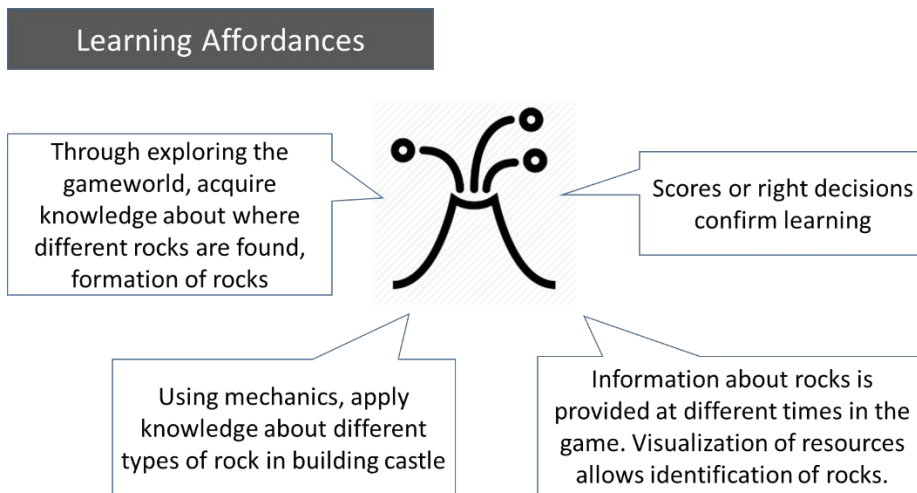 Learning Affordances
Through exploring the
gameworld, acquire
knowledge about where
different rocks are found,
formation of rocks
Scores or right decisions
confirm learning
Using mechanics, apply
knowledge about different
types of rock in building castle
Information about rocks is
provided at different times in the
game. Visualization of resources
allows identification of rocks.